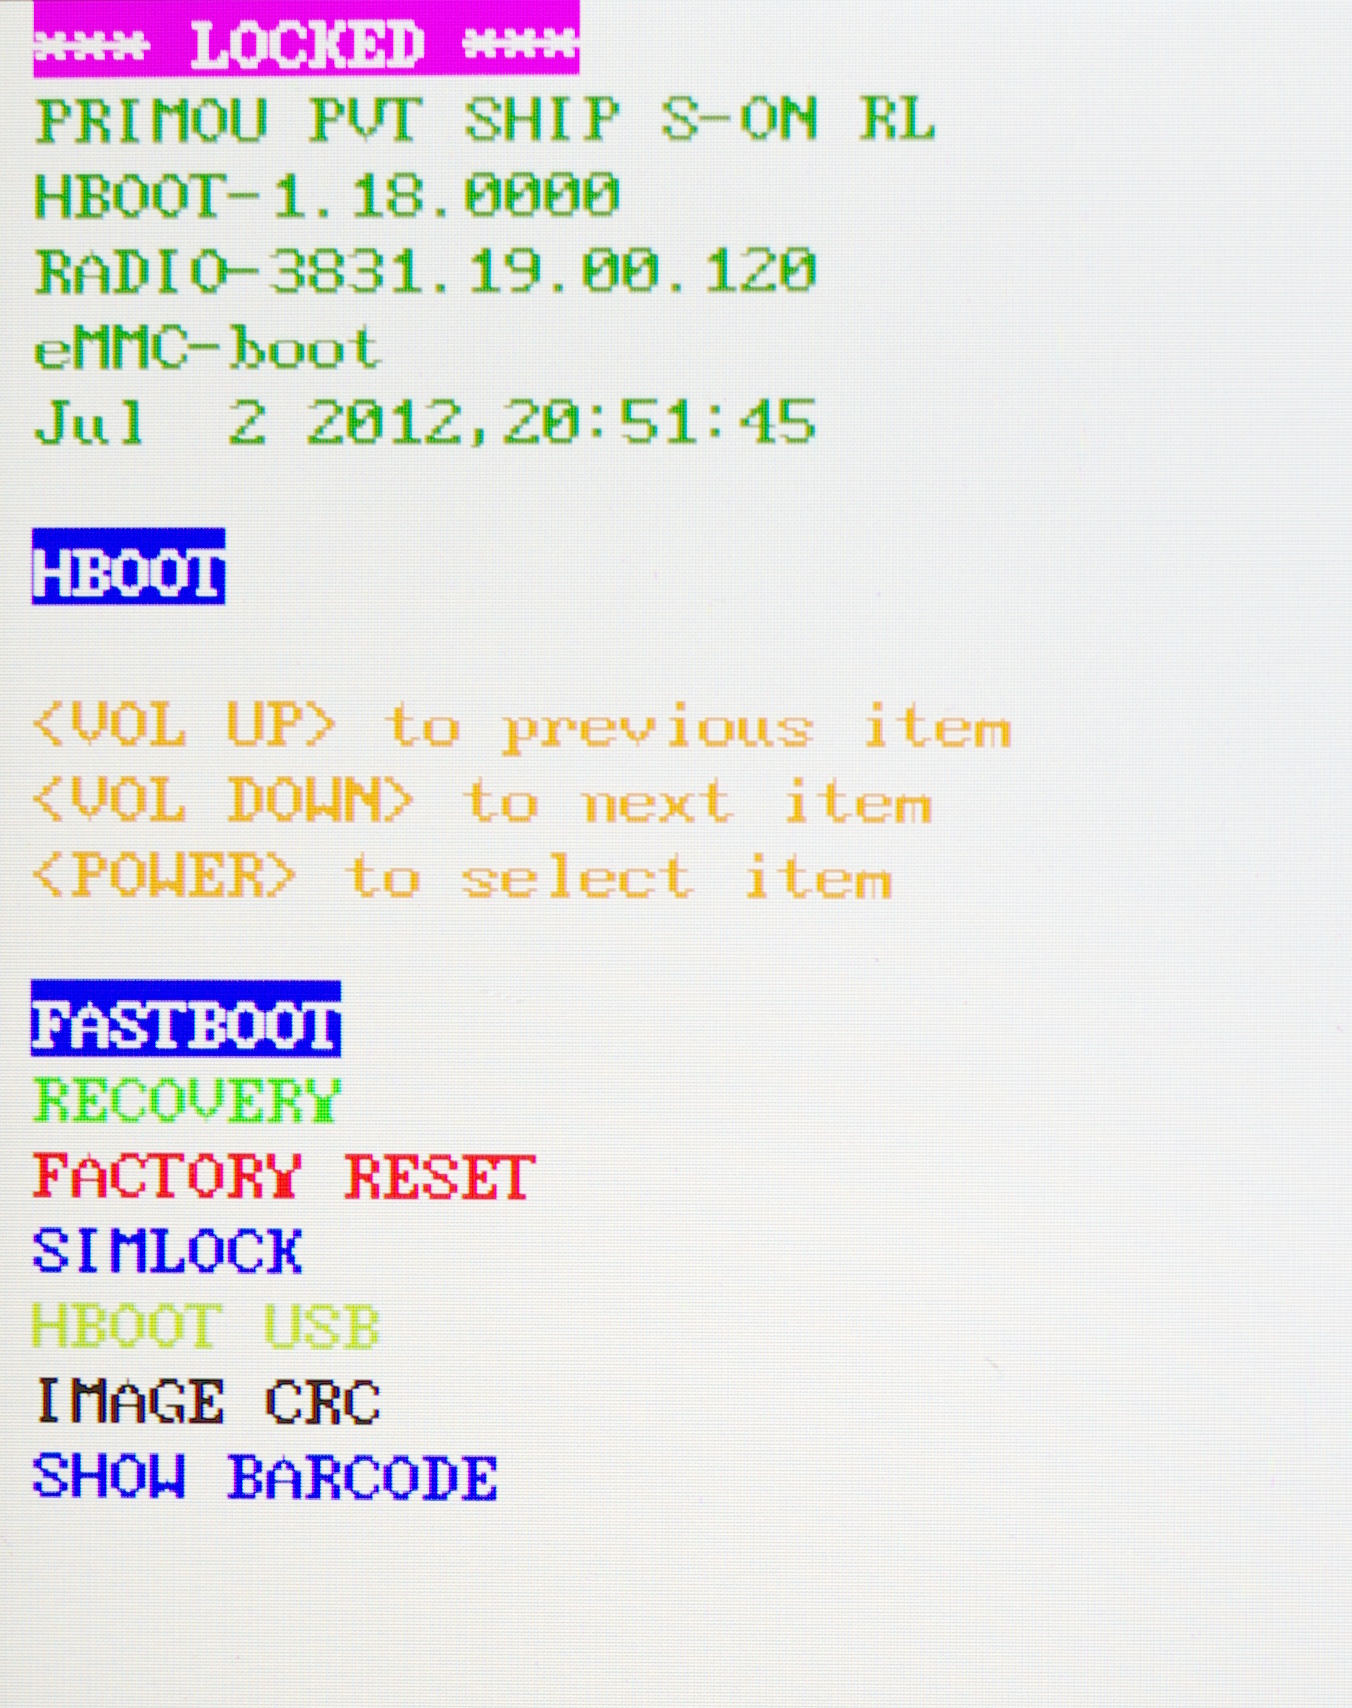 *** LOCKED ***
PRIMOU PVT SHIP S-ON RL
HBOOT-1.18.0000
RADIO-3831.19.00.120
eMMC-boot
Jul  2 2012,20:51:45
HBOOT
<VOL UP> to previous item
<VOL DOWN> to next item
<POWER> to select item
FASTBOOT
RECOVERY
FACTORY RESET
SIMLOCK
HBOOT USB
IMAGE CRC
SHOW BARCODE